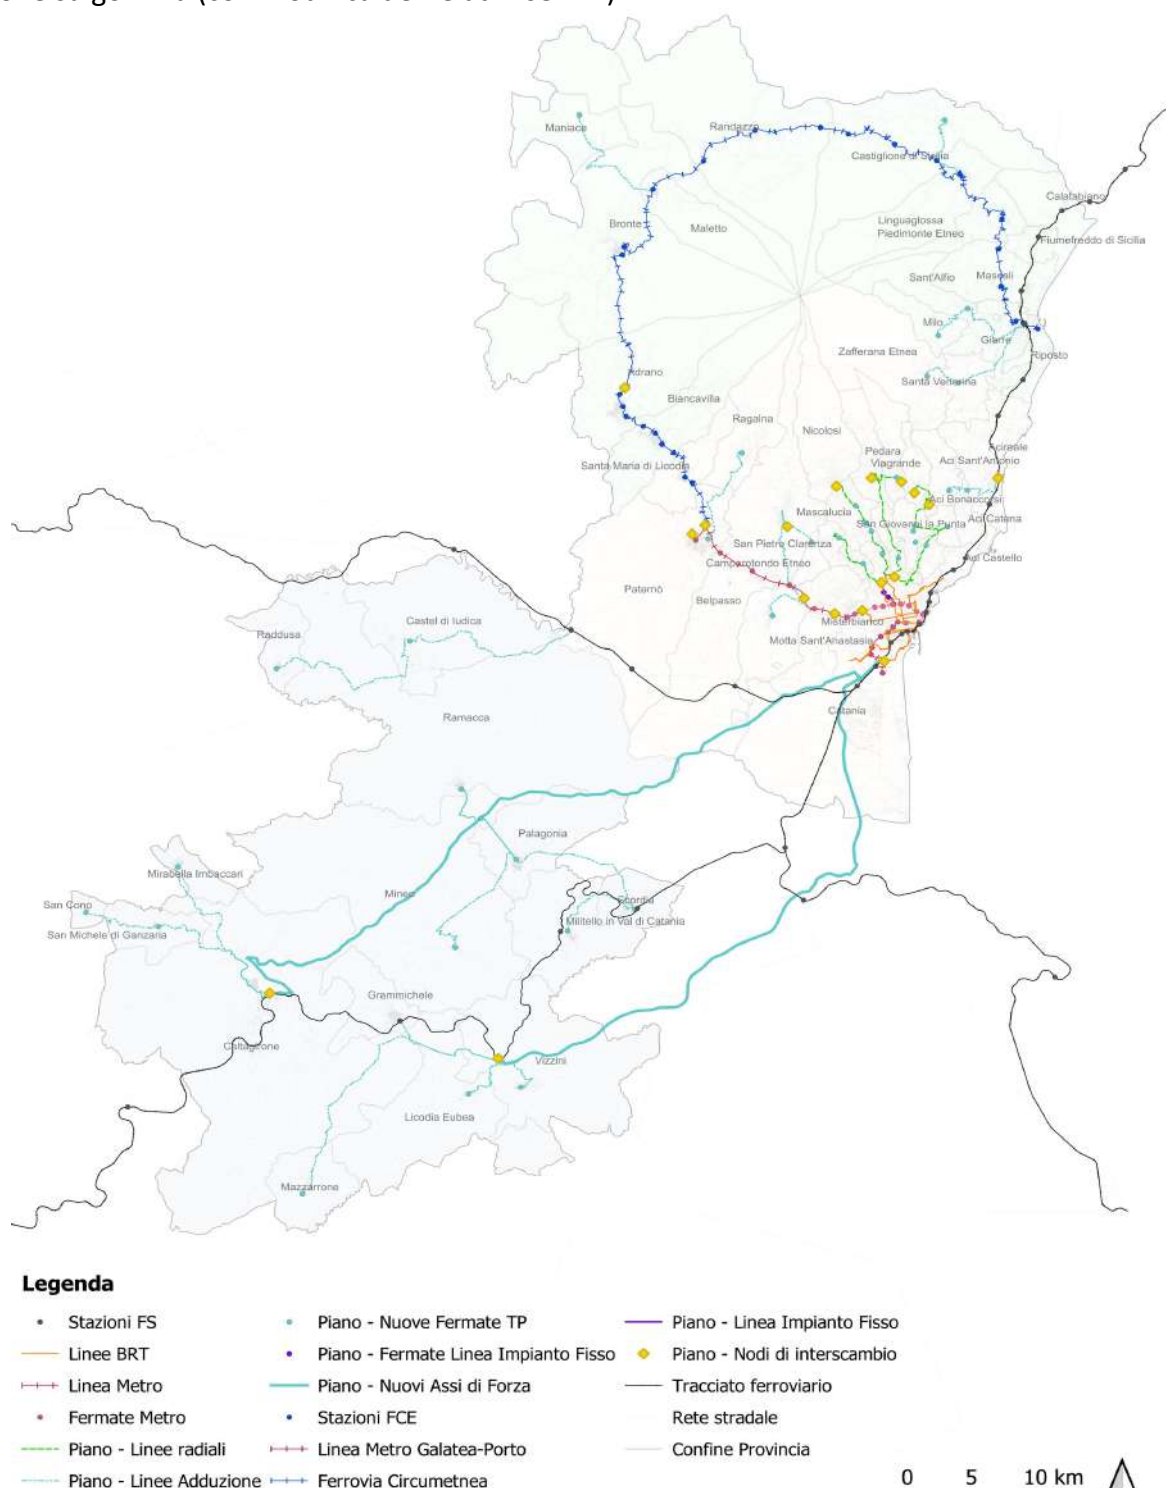 Maniace
Randazzo
Castiglione di Sicilia
Calatabiano
Bronte
Maletto
Linguaglossa
Piedimonte Etneo
Fiumefreddo di Sicilia
Sant'Alfio
Mascali
Milo
Giarre
Riposto
Zafferana Etnea
Adrano
Santa Venerina
Biancavilla
Ragalna
Nicolosi
Pedara
Viagrande
Acireale
Aci Sant'Antonio
Santa Maria di Licodia
Aci Bonaccorsi
Mascalucia
San Giovanni la Punta
Aci Catena
San Pietro Clarenza
Aci Castello
Camporotondo Etneo
Paternò
Belpasso
Misterbianco
Motta Sant'Anastasia
Castel di Iudica
Raddusa
Ramacca
Catania
Palagonia
Mirabella Imbaccari
Mineo
San Cono
Scordia
Militello in Val di Catania
San Michele di Ganzaria
Grammichele
Caltagirone
Vizzini
Licodia Eubea
Mazzarrone
Legenda
Stazioni FS
Linee BRT
Linea Metro
Fermate Metro
Piano - Linee radiali
Piano - Linee Adduzione
Piano - Nuove Fermate TP
Piano - Fermate Linea Impianto Fisso
Piano - Nuovi Assi di Forza
Stazioni FCE
Linea Metro Galatea-Porto
Ferrovia Circumetnea
Piano - Linea Impianto Fisso
Piano - Nodi di interscambio
Tracciato ferroviario
Rete stradale
Confine Provincia
0 5 10 km